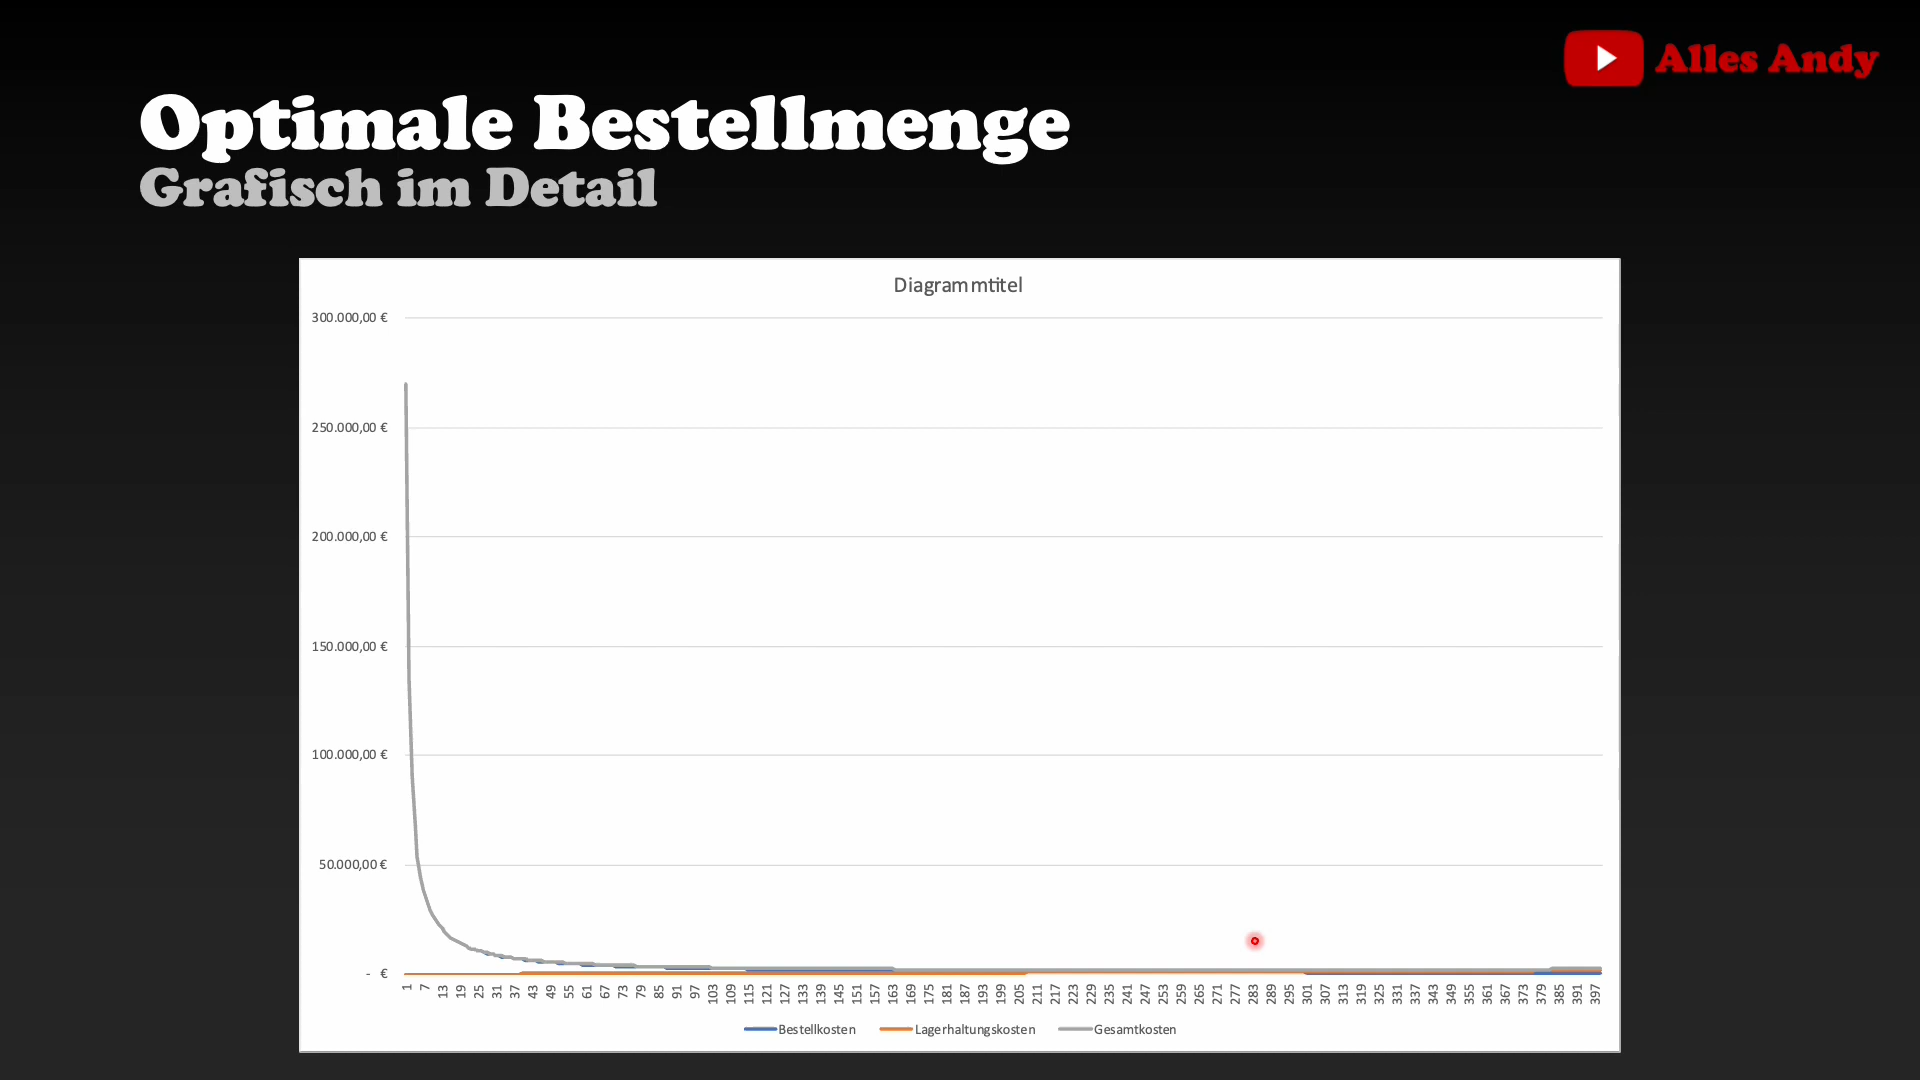 Alles Andy
Optimale Bestellmenge
Grafisch im Detail
Diagrammtitel
300.000,00 €
250.000,00 €
200.000,00 €
150.000,00 €
100.000,00 €
50.000,00 €
- €
1 7 13 19 25 31 37 43 49 55 61 67 73 79 85 91 97 103 109 115 121 127 133 139 145 151 157 163 169 175 181 187 193 199 205 211 217 223 229 235 241 247 253 259 265 271 277 283 289 295 301 307 313 319 325 331 337 343 349 355 361 367 373 379 385 391 397
Bestellkosten Lagerhaltungskosten Gesamtkosten